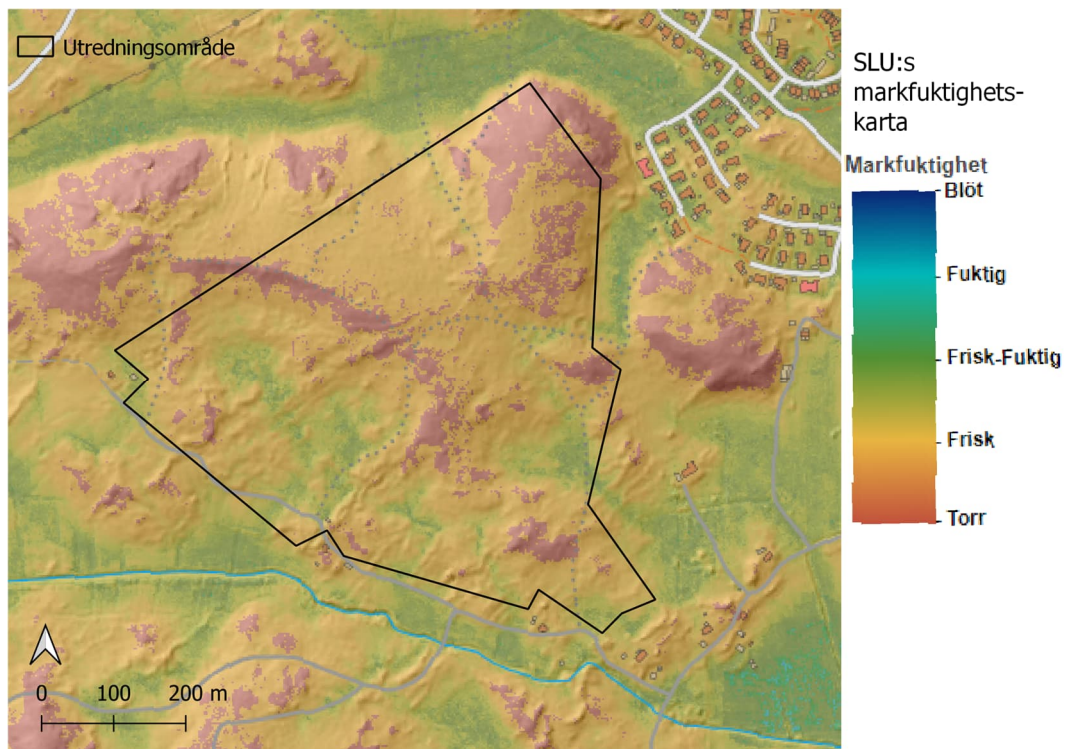 Utredningsområde
SLU:s
markfuktighets-
karta
Markfuktighet
Blöt
Fuktig
Frisk-Fuktig
Frisk
Torr
0 100 200 m